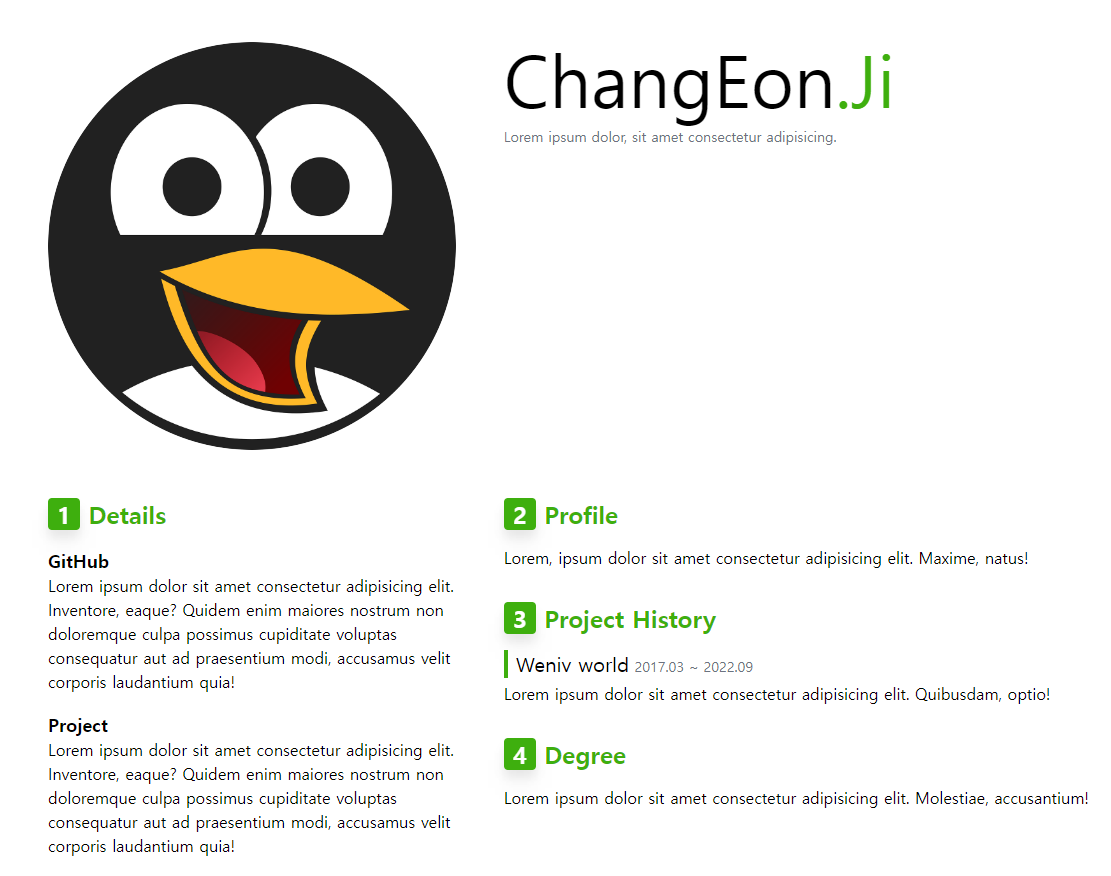 ChangEon.Ji
Lorem ipsum dolor, sit amet consectetur adipisicing.
1 Details
GitHub
Lorem ipsum dolor sit amet consectetur adipisicing elit.
Inventore, eaque? Quidem enim maiores nostrum non
doloremque culpa possimus cupiditate voluptas
consequatur aut ad praesentium modi, accusamus velit
corporis laudantium quia!
Project
Lorem ipsum dolor sit amet consectetur adipisicing elit.
Inventore, eaque? Quidem enim maiores nostrum non
doloremque culpa possimus cupiditate voluptas
consequatur aut ad praesentium modi, accusamus velit
corporis laudantium quia!
2 Profile
Lorem, ipsum dolor sit amet consectetur adipisicing elit. Maxime, natus!
3 Project History
Weniv world 2017.03 ~ 2022.09
Lorem ipsum dolor sit amet consectetur adipisicing elit. Quibusdam, optio!
4 Degree
Lorem ipsum dolor sit amet consectetur adipisicing elit. Molestiae, accusantium!